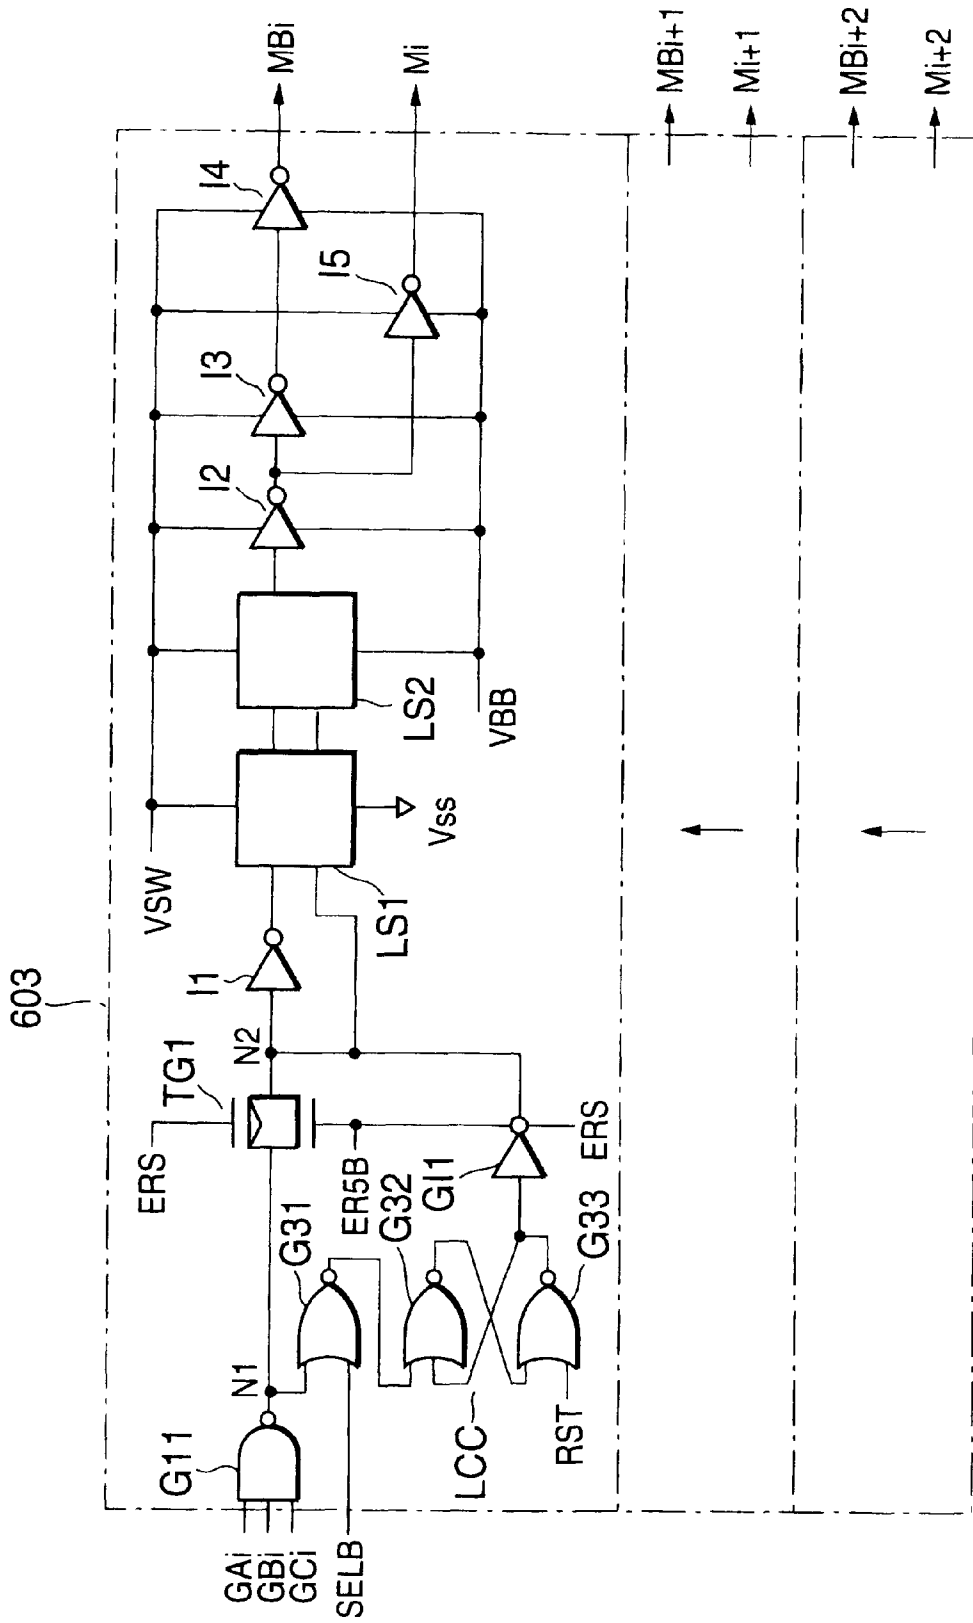 603
GAi
GBi
GCi
SELB
G11
N1
G31
ERS
TG1
N2
I1
ER5B
G32
GI1
ERS
LCC
RST
G33
VSW
LS1
Vss
LS2
VBB
I2
I3
I5
I4
MBi
Mi
MBi+1
Mi+1
MBi+2
Mi+2